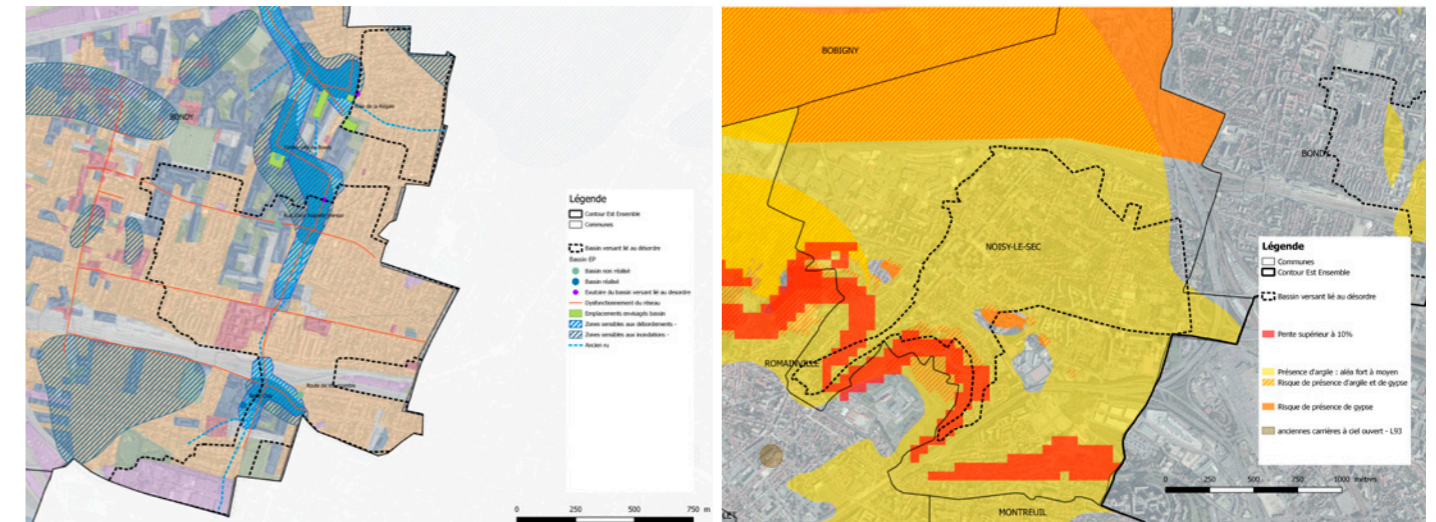 BONDY
Légende
Contour Est Ensemble
Communes
Bassin versant lié au désordre
Bassin EP
Bassin non réalisé
Bassin réalisé
Exutoire du bassin versant lié au désordre
Dysfonctionnement du réseau
Emplacements envisagés bassin
Zones sensibles aux débordements -
Zones sensibles aux inondations -
Ancien ru
Route de
0 250 500 750 m
BOBIGNY
BOND
NOISY-LE-SEC
ROMAINVILLE
MONTREUIL
LES
Légende
Communes
Contour Est Ensemble
Bassin versant lié au désordre
Pente supérieur à 10%
Présence d'argile : aléa fort à moyen
Risque de présence d'argile et de gypse
Risque de présence de gypse
anciennes carrières à ciel ouvert - L93
0 250 500 750 1000 mètres